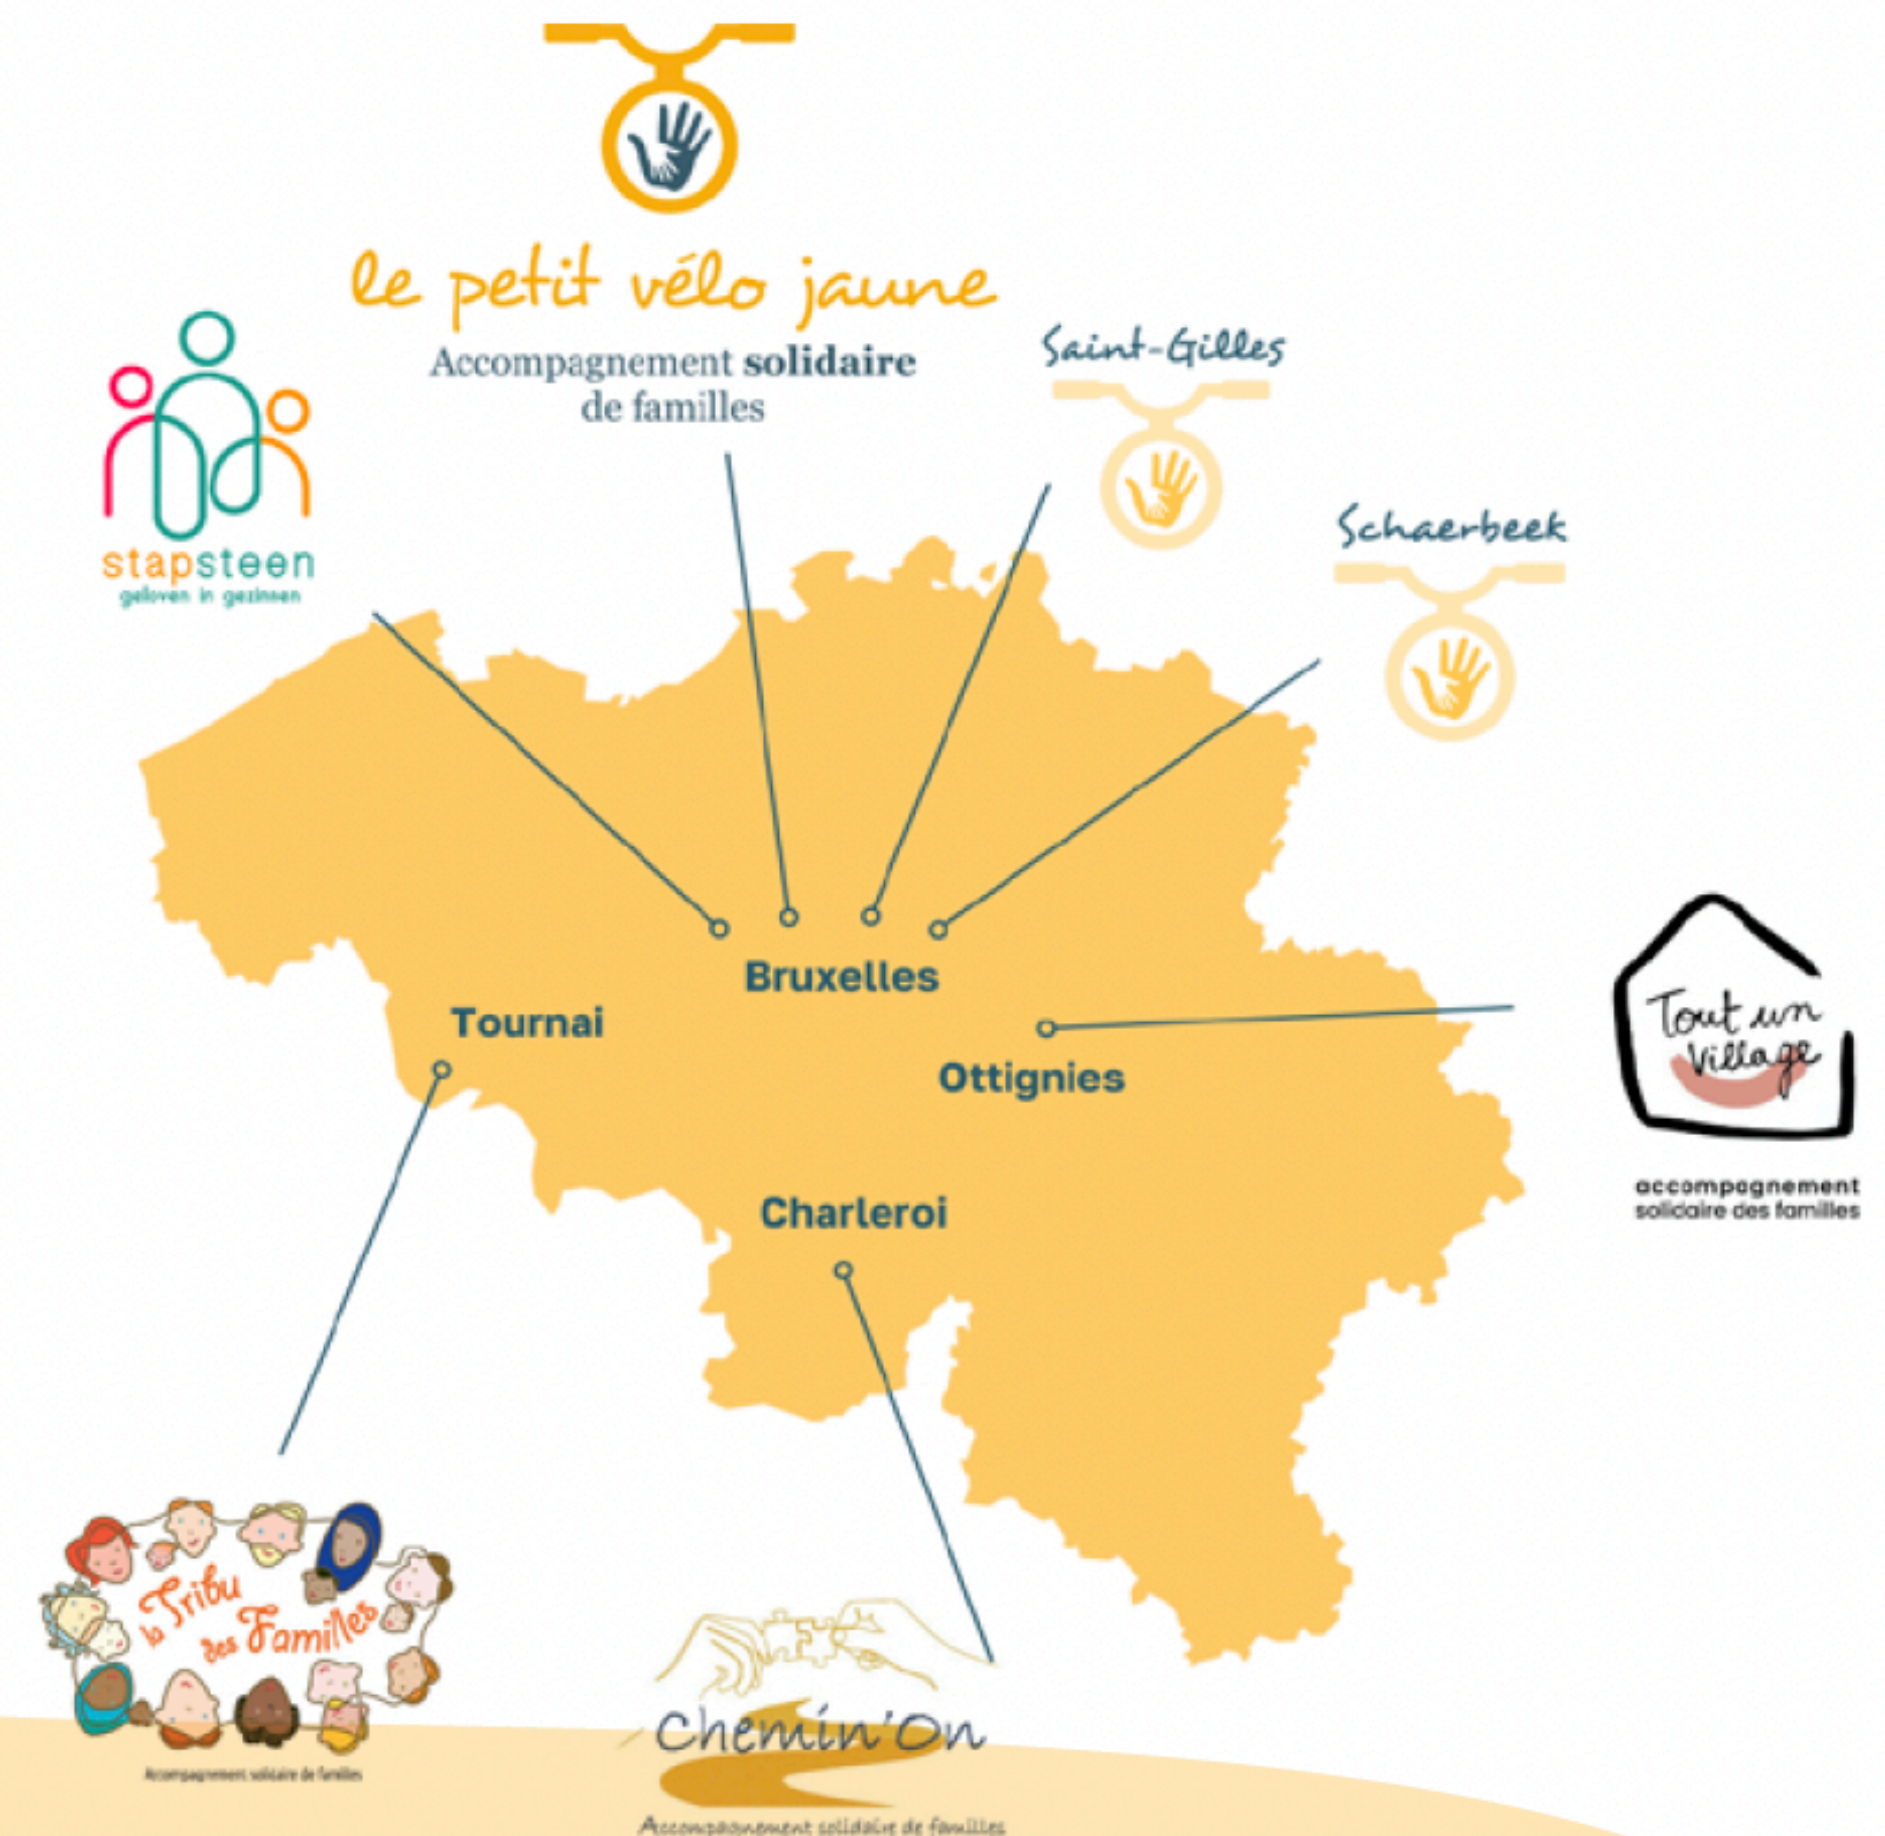 le petit vélo jaune
Accompagnement solidaire
de familles
Saint-Gilles
Schaerbeek
stapsteen
geloven in gezinnen
Bruxelles
Tournai
Ottignies
Tout un
Village
accompagnement
solidaire des familles
Charleroi
la Tribu
des Familles
Accompagnement solidaire de familles
Chemin'On
Accompagnement solidaire de familles